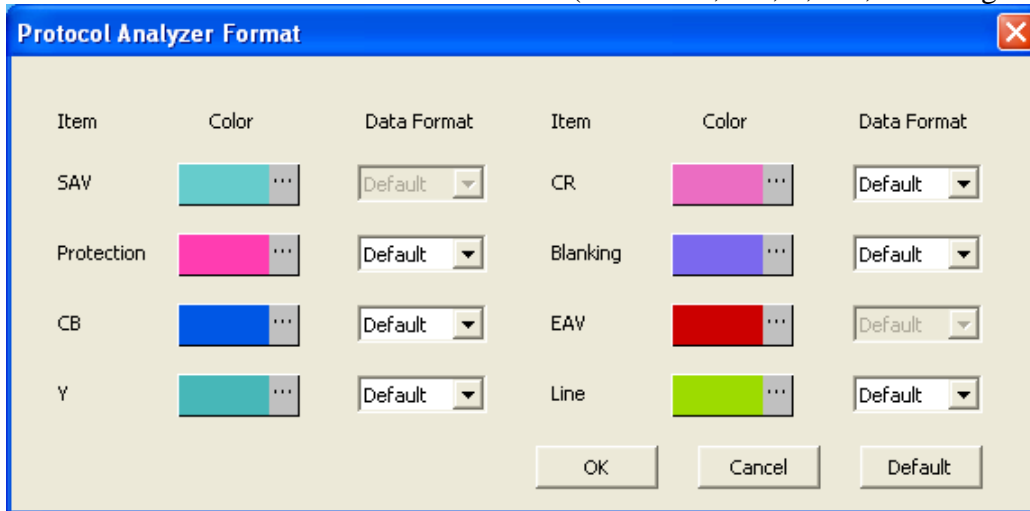 Protocol Analyzer Format
Item Color Data Format Item Color Data Format
SAV ... Default CR ... Default
Protection ... Default Blanking ... Default
CB ... Default EAV ... Default
Y ... Default Line ... Default
OK Cancel Default